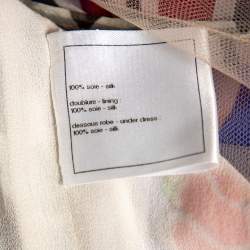 100% soie - silk
doublure - lining
100% soie - silk
dessous robe - under dress
100% soie - silk